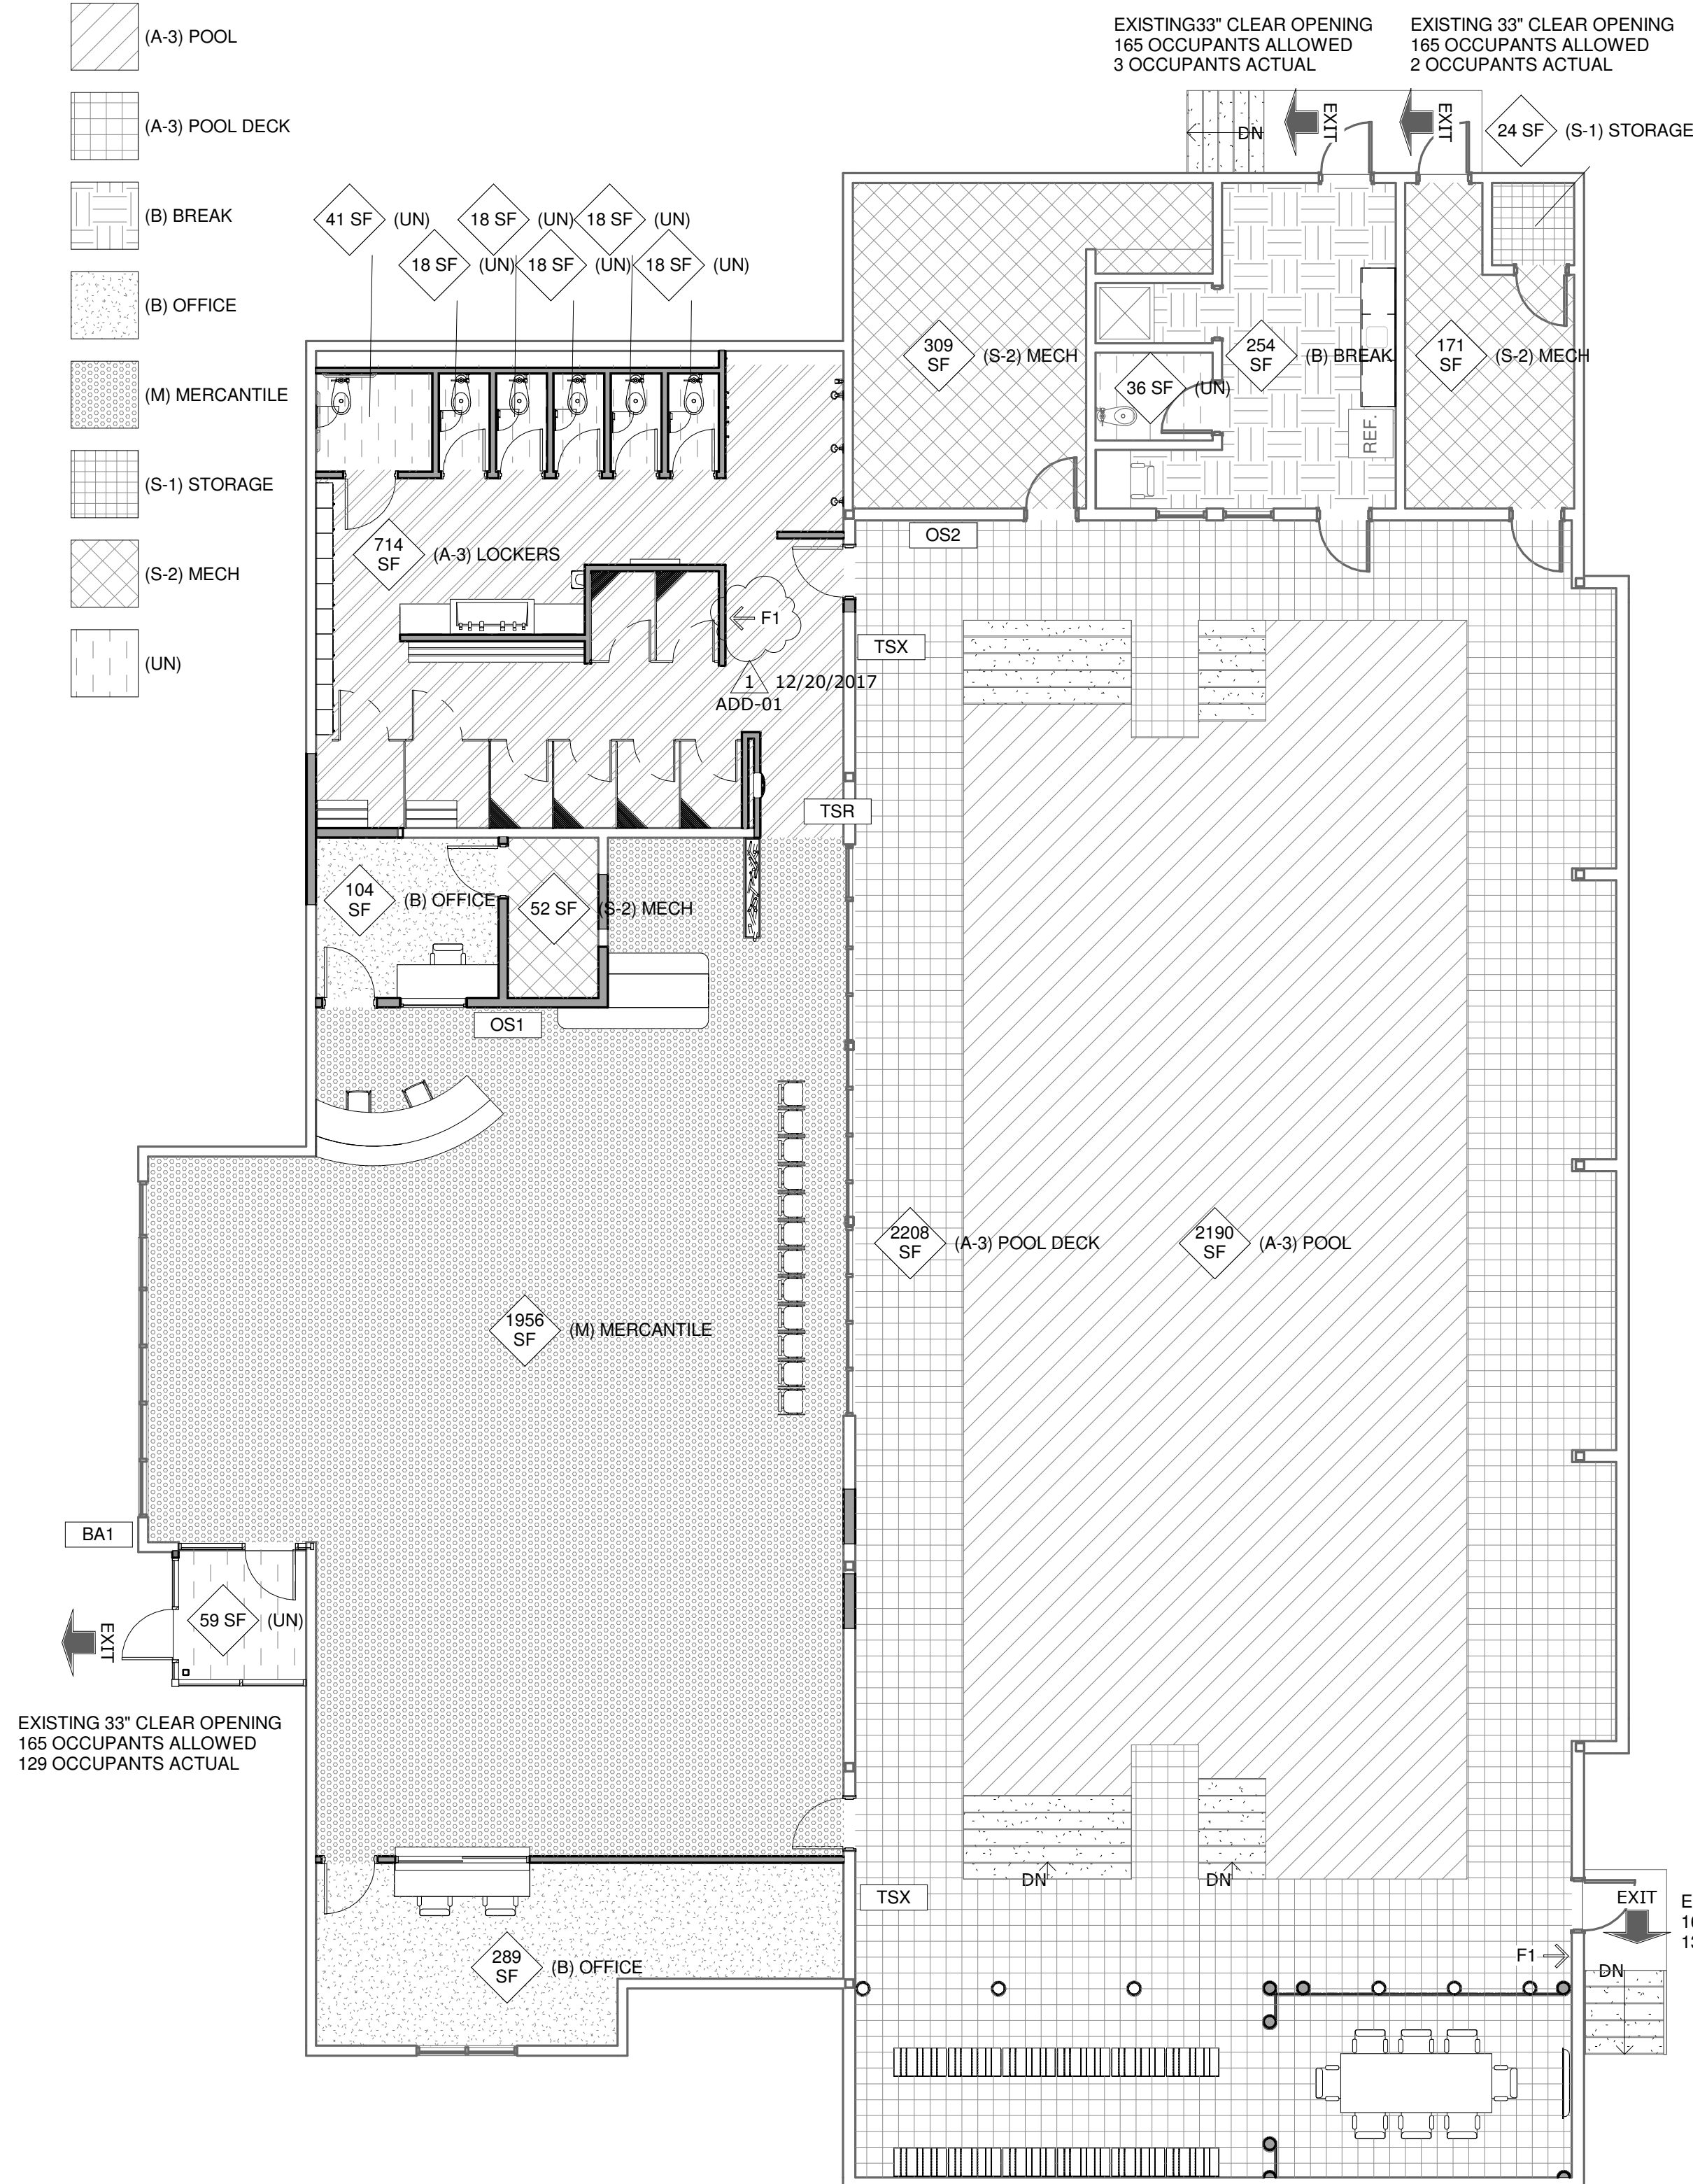 (A-3) POOL
(A-3) POOL DECK
(B) BREAK
(B) OFFICE
(M) MERCANTILE
(S-1) STORAGE
(S-2) MECH
(UN)
EXISTING33" CLEAR OPENING
165 OCCUPANTS ALLOWED
3 OCCUPANTS ACTUAL
EXISTING 33" CLEAR OPENING
165 OCCUPANTS ALLOWED
2 OCCUPANTS ACTUAL
DN
EXIT
EXIT
24 SF (S-1) STORAGE
41 SF (UN)
18 SF (UN)
18 SF (UN)
18 SF (UN)
18 SF (UN)
18 SF (UN)
309
SF
(S-2) MECH
254
SF
(B) BREAK
171
SF
(S-2) MECH
36 SF (UN)
REF.
OS2
714
SF
(A-3) LOCKERS
F1
TSX
1
12/20/2017
ADD-01
TSR
104
SF
(B) OFFICE
52 SF (S-2) MECH
OS1
2208
SF
(A-3) POOL DECK
2190
SF
(A-3) POOL
1956
SF
(M) MERCANTILE
BA1
59 SF (UN)
EXIT
EXISTING 33" CLEAR OPENING
165 OCCUPANTS ALLOWED
129 OCCUPANTS ACTUAL
DN
DN
TSX
EXIT
F1
DN
289
SF
(B) OFFICE